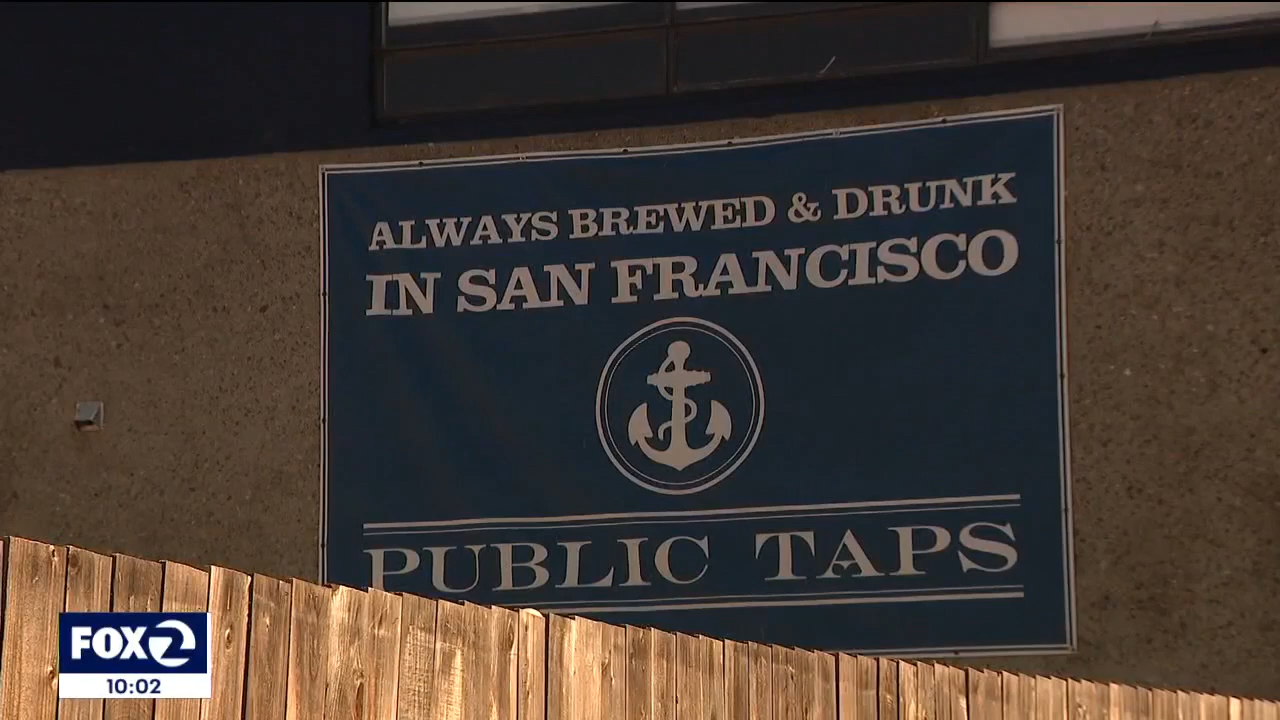 ALWAYS BREWED & DRUNK
IN SAN FRANCISCO
PUBLIC TAPS
FOX 2
10:02